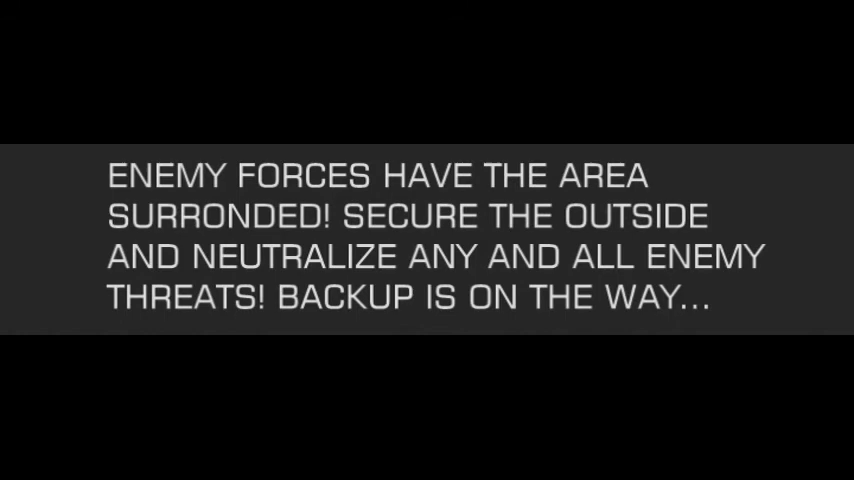 ENEMY FORCES HAVE THE AREA
SURRONDED! SECURE THE OUTSIDE
AND NEUTRALIZE ANY AND ALL ENEMY
THREATS! BACKUP IS ON THE WAY...